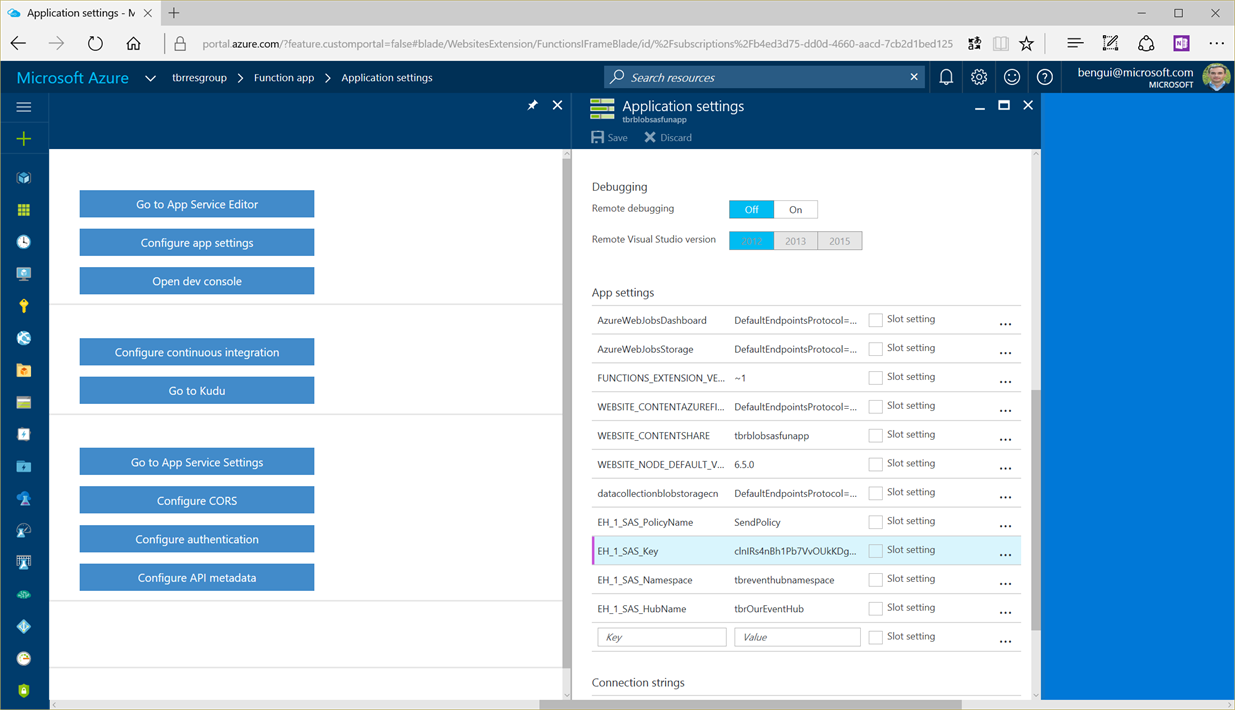 Application settings - M
portal.azure.com/?feature.customportal=false#blade/WebsitesExtension/FunctionsIFrameBlade/id/%2Fsubscriptions%2Fb4ed3d75-dd0d-4660-aacd-7cb2d1bed125
Microsoft Azure
tbrresgroup > Function app > Application settings
Search resources
bengui@microsoft.com
MICROSOFT
Go to App Service Editor
Configure app settings
Open dev console
Configure continuous integration
Go to Kudu
Go to App Service Settings
Configure CORS
Configure authentication
Configure API metadata
Application settings
tbrblobsasfunapp
Save Discard
Debugging
Remote debugging Off On
Remote Visual Studio version 2012 2013 2015
App settings
AzureWebJobsDashboard DefaultEndpointsProtocol=... Slot setting ...
AzureWebJobsStorage DefaultEndpointsProtocol=... Slot setting ...
FUNCTIONS_EXTENSION_VE... ~1 Slot setting ...
WEBSITE_CONTENTAZUREFI... DefaultEndpointsProtocol=... Slot setting ...
WEBSITE_CONTENTSHARE tbrblobsasfunapp Slot setting ...
WEBSITE_NODE_DEFAULT_V... 6.5.0 Slot setting ...
datacollectionblobstoragecn DefaultEndpointsProtocol=... Slot setting ...
EH_1_SAS_PolicyName SendPolicy Slot setting ...
EH_1_SAS_Key Slot setting ...
EH_1_SAS_Namespace tbreventhubnamespace Slot setting ...
EH_1_SAS_HubName tbrOurEventHub Slot setting ...
Key Value Slot setting ...
Connection strings